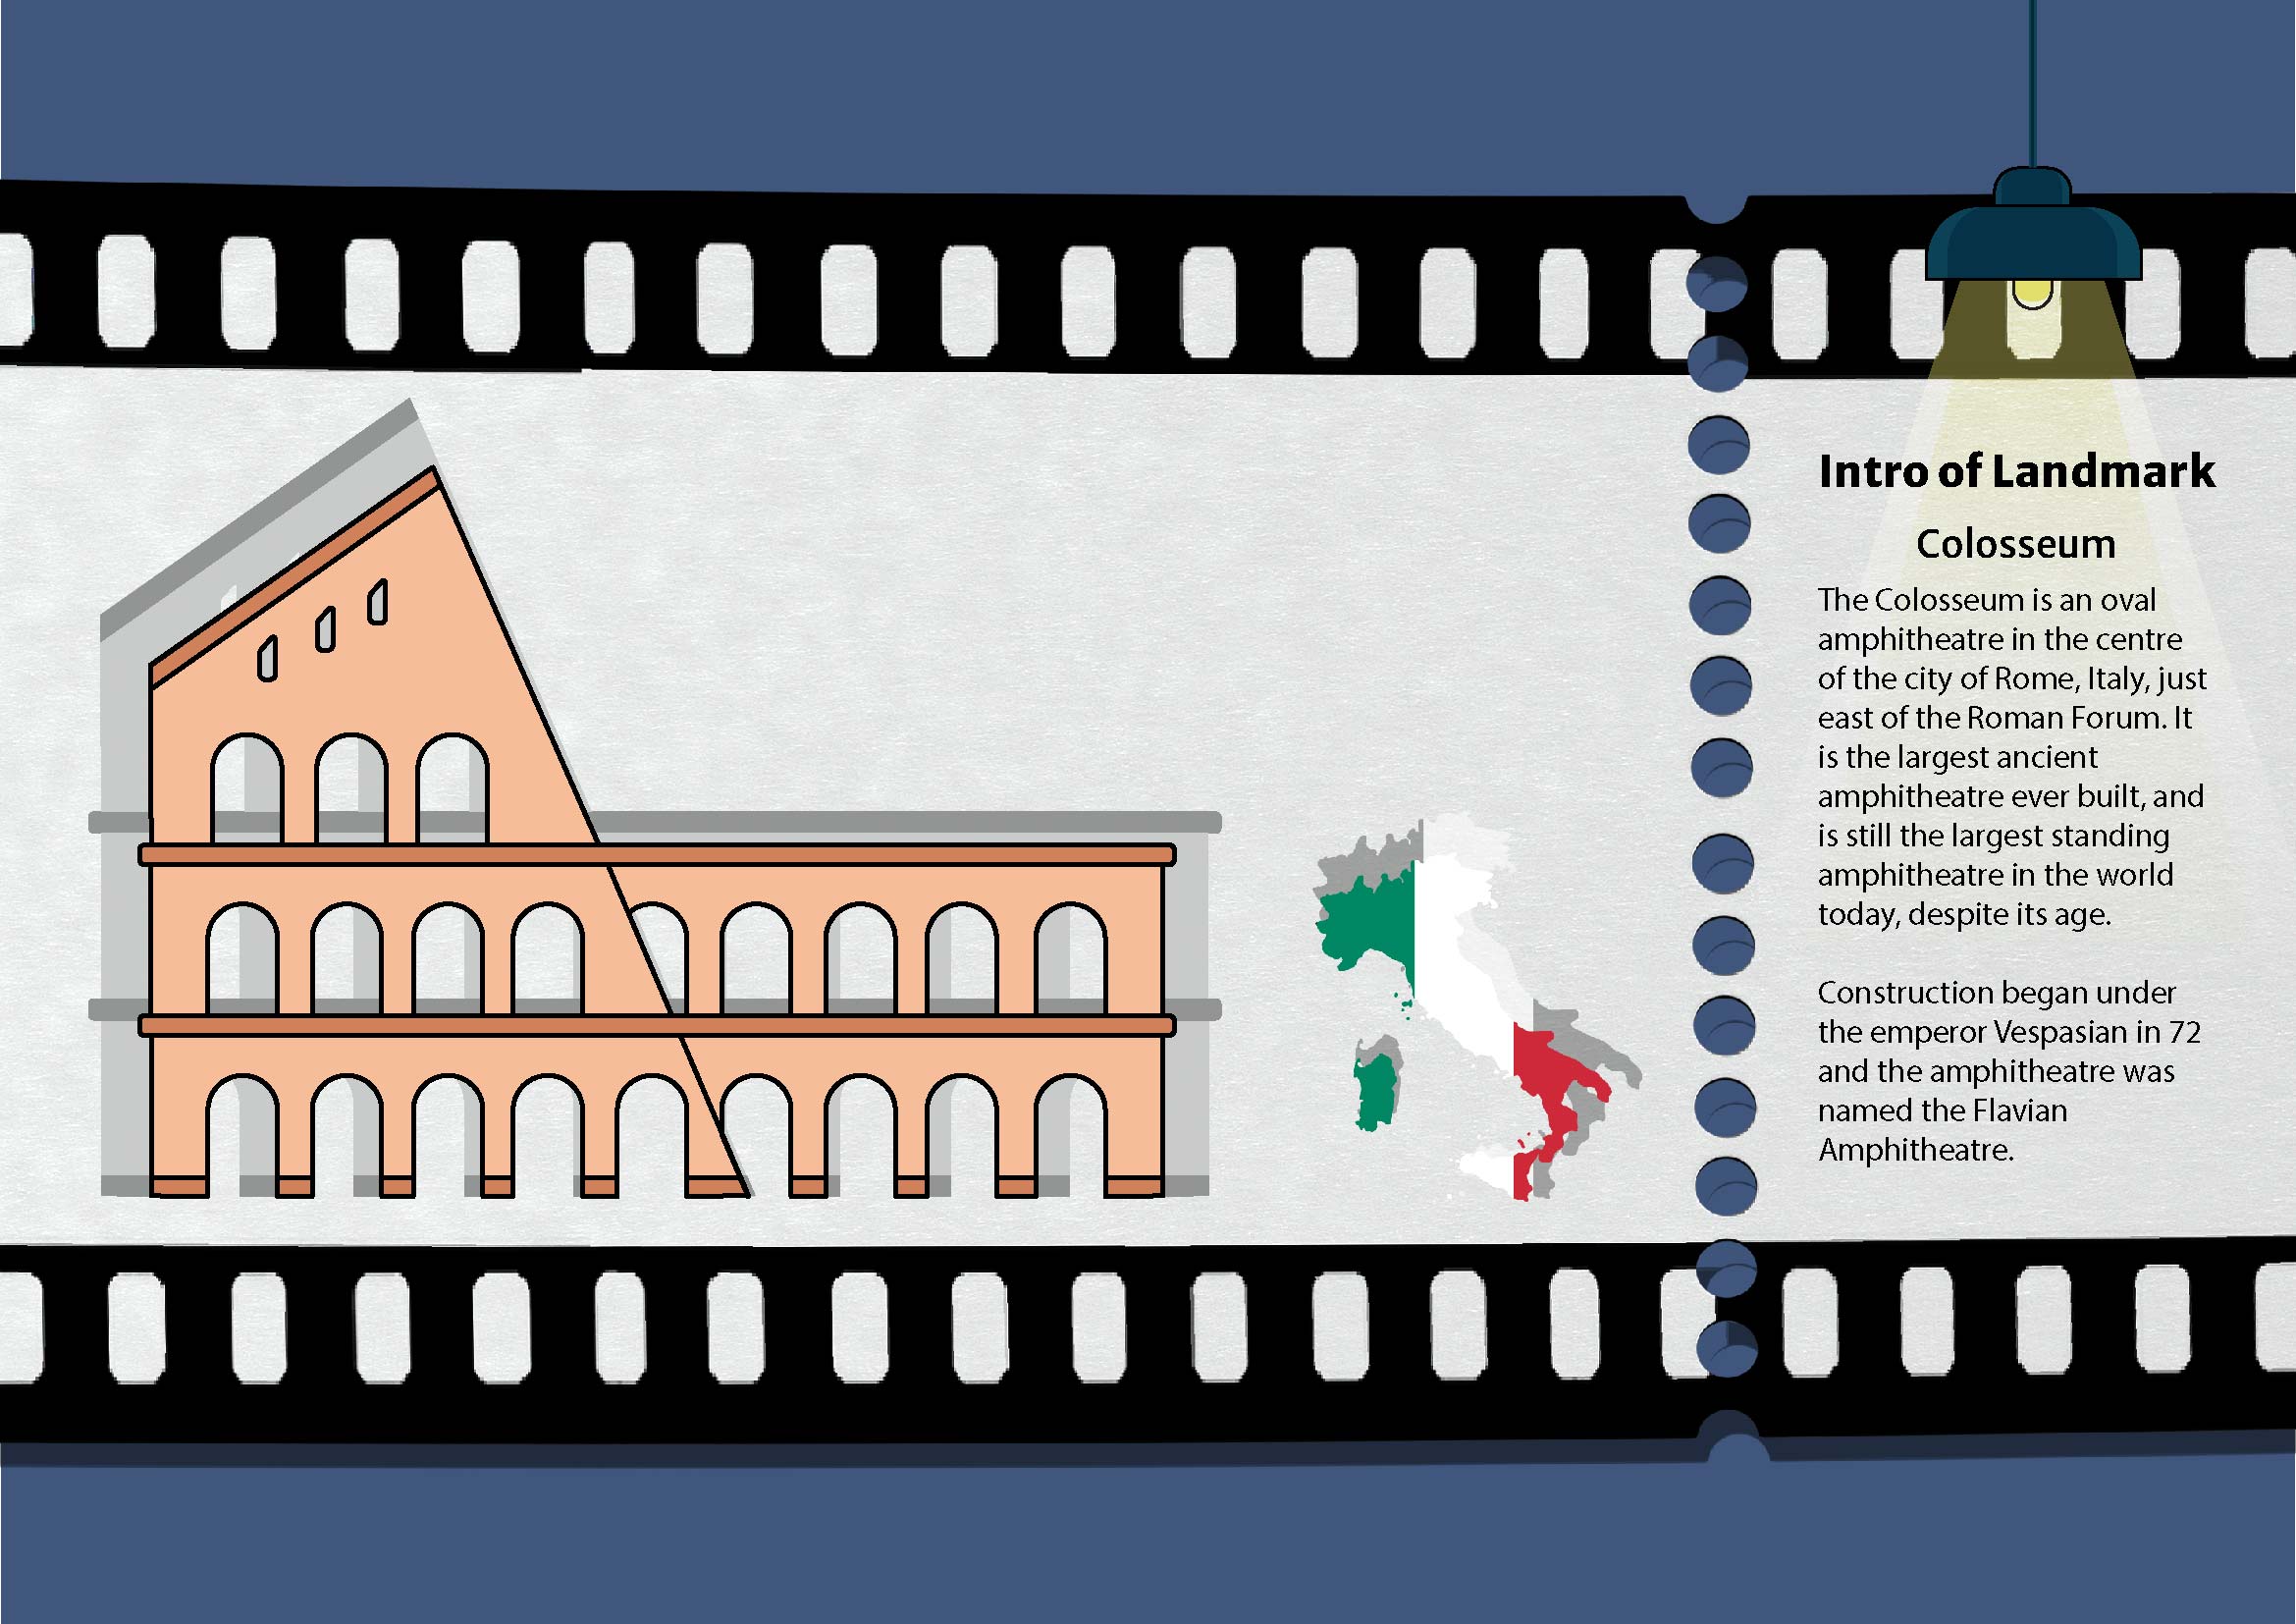 Intro of Landmark
Colosseum
The Colosseum is an oval
amphitheatre in the centre
of the city of Rome, Italy, just
east of the Roman Forum. It
is the largest ancient
amphitheatre ever built, and
is still the largest standing
amphitheatre in the world
today, despite its age.
Construction began under
the emperor Vespasian in 72
and the amphitheatre was
named the Flavian
Amphitheatre.